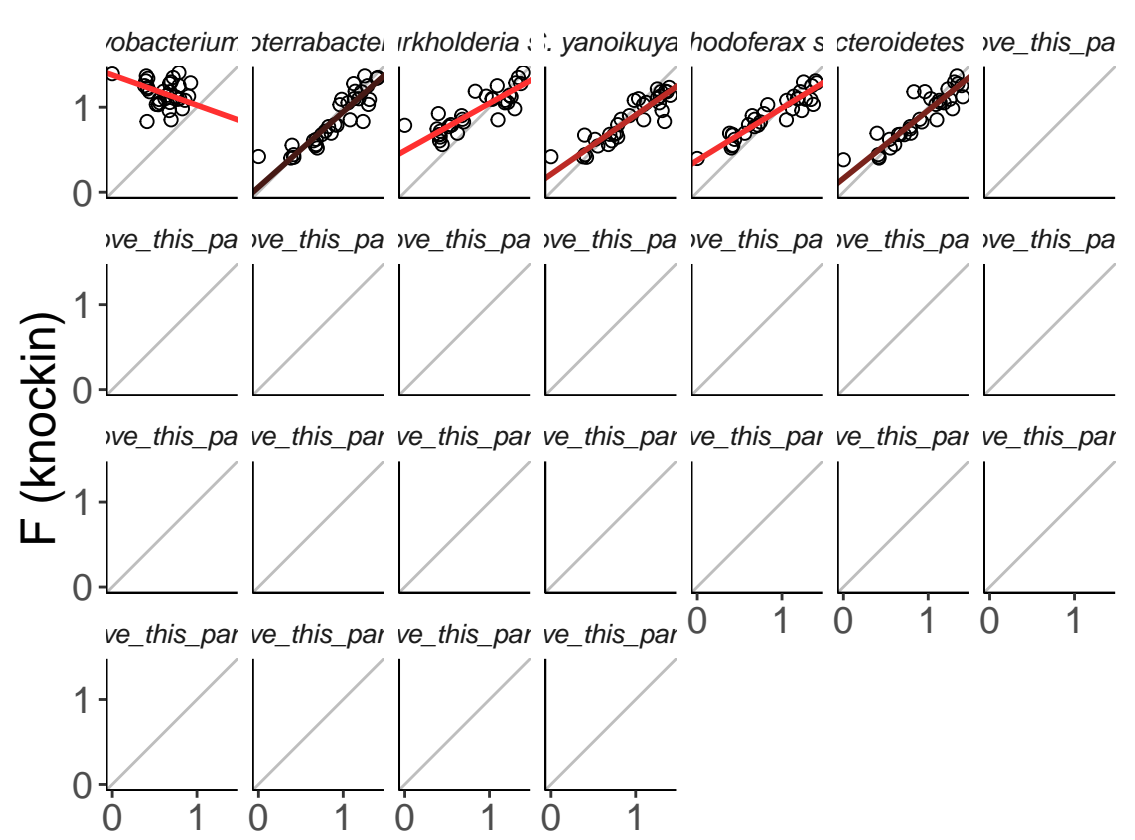 yobacterium oterrabacter urkholderia s S. yanoikuya hodoferax s cteroidetes ove_this_pa
1
0
ove_this_pa ove_this_pa ove_this_pa ove_this_pa ove_this_pa ove_this_pa ove_this_pa
1
0
F (knockin)
ove_this_pa ve_this_par ve_this_par ve_this_par ve_this_par ve_this_par ve_this_par
1
0
0 1 0 1 0 1
ve_this_par ve_this_par ve_this_par ve_this_par
1
0
0 1 0 1 0 1 0 1